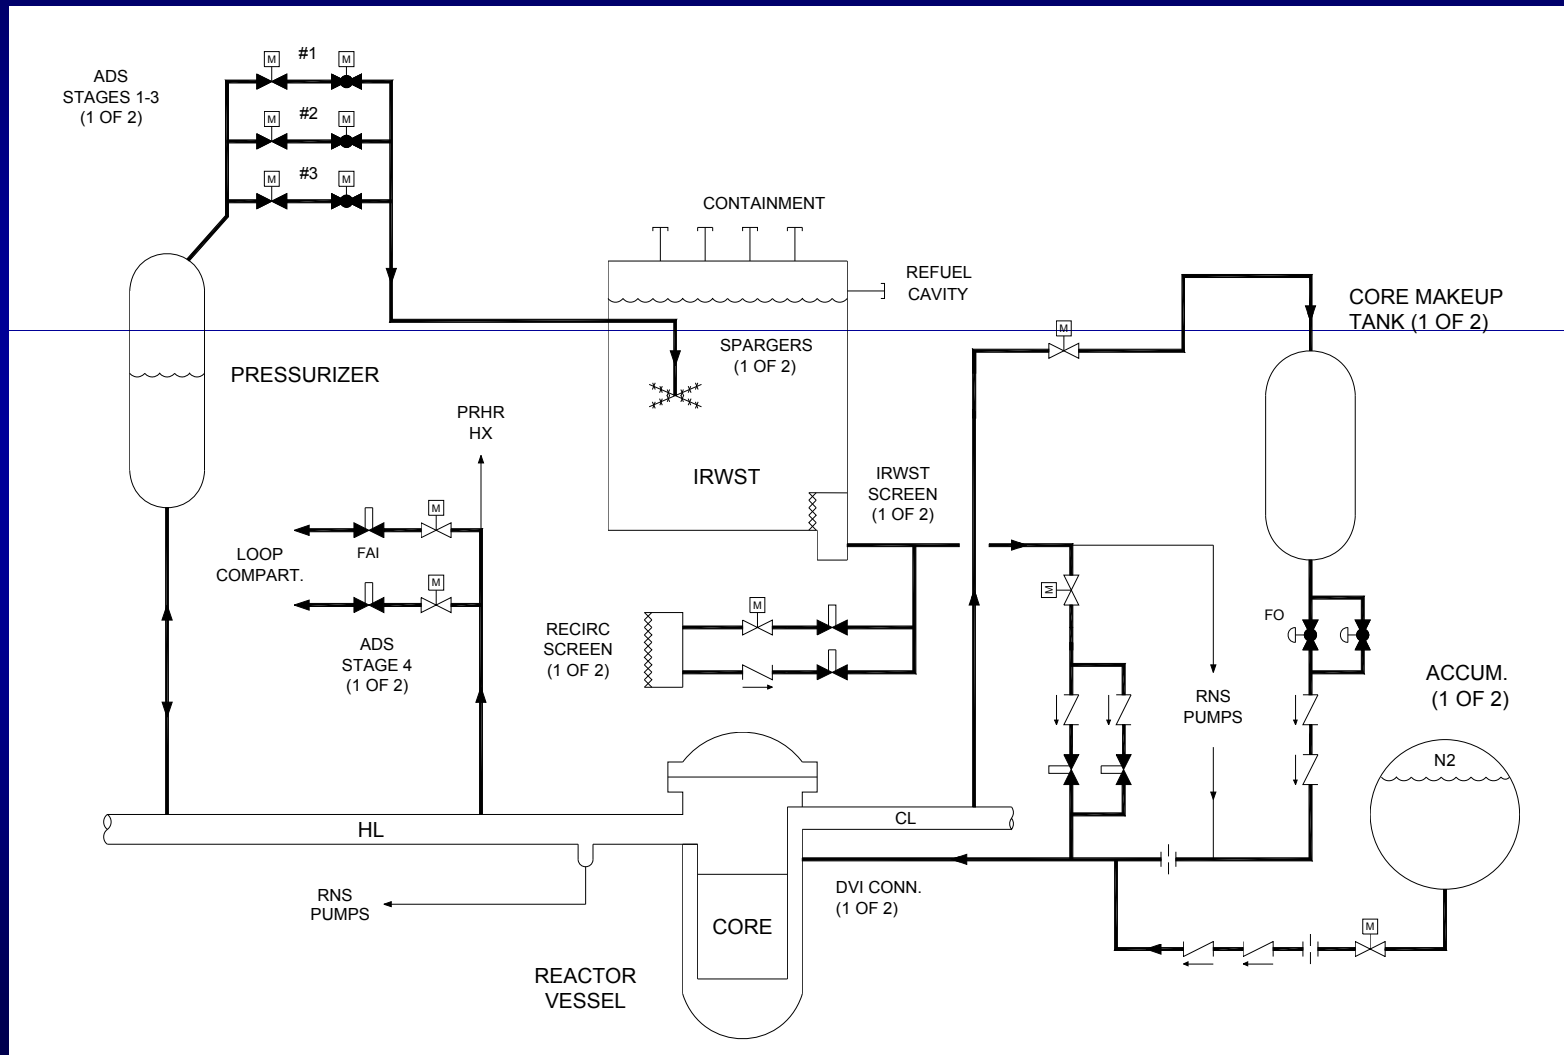 ADS
STAGES 1-3
(1 OF 2)
M
#1
M
M
#2
M
M
#3
M
CONTAINMENT
REFUEL
CAVITY
CORE MAKEUP
TANK (1 OF 2)
M
SPARGERS
(1 OF 2)
PRESSURIZER
PRHR
HX
IRWST
IRWST
SCREEN
(1 OF 2)
M
FAI
LOOP
COMPART.
M
ADS
STAGE 4
(1 OF 2)
M
RECIRC
SCREEN
(1 OF 2)
M
FO
RNS
PUMPS
ACCUM.
(1 OF 2)
N2
HL
CL
RNS
PUMPS
DVI CONN.
(1 OF 2)
CORE
M
REACTOR
VESSEL